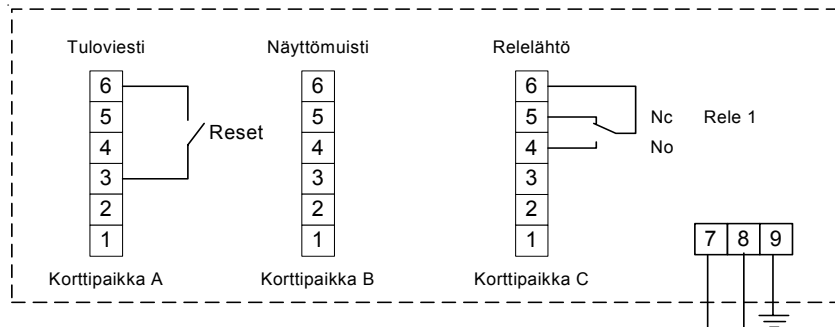 Tuloviesti Näyttömuisti Relelähtö
6 6 6
5 5 5 Nc Rele 1
4 Reset 4 4 No
3 3 3
2 2 2
1 1 1 7 8 9
Korttipaikka A Korttipaikka B Korttipaikka C